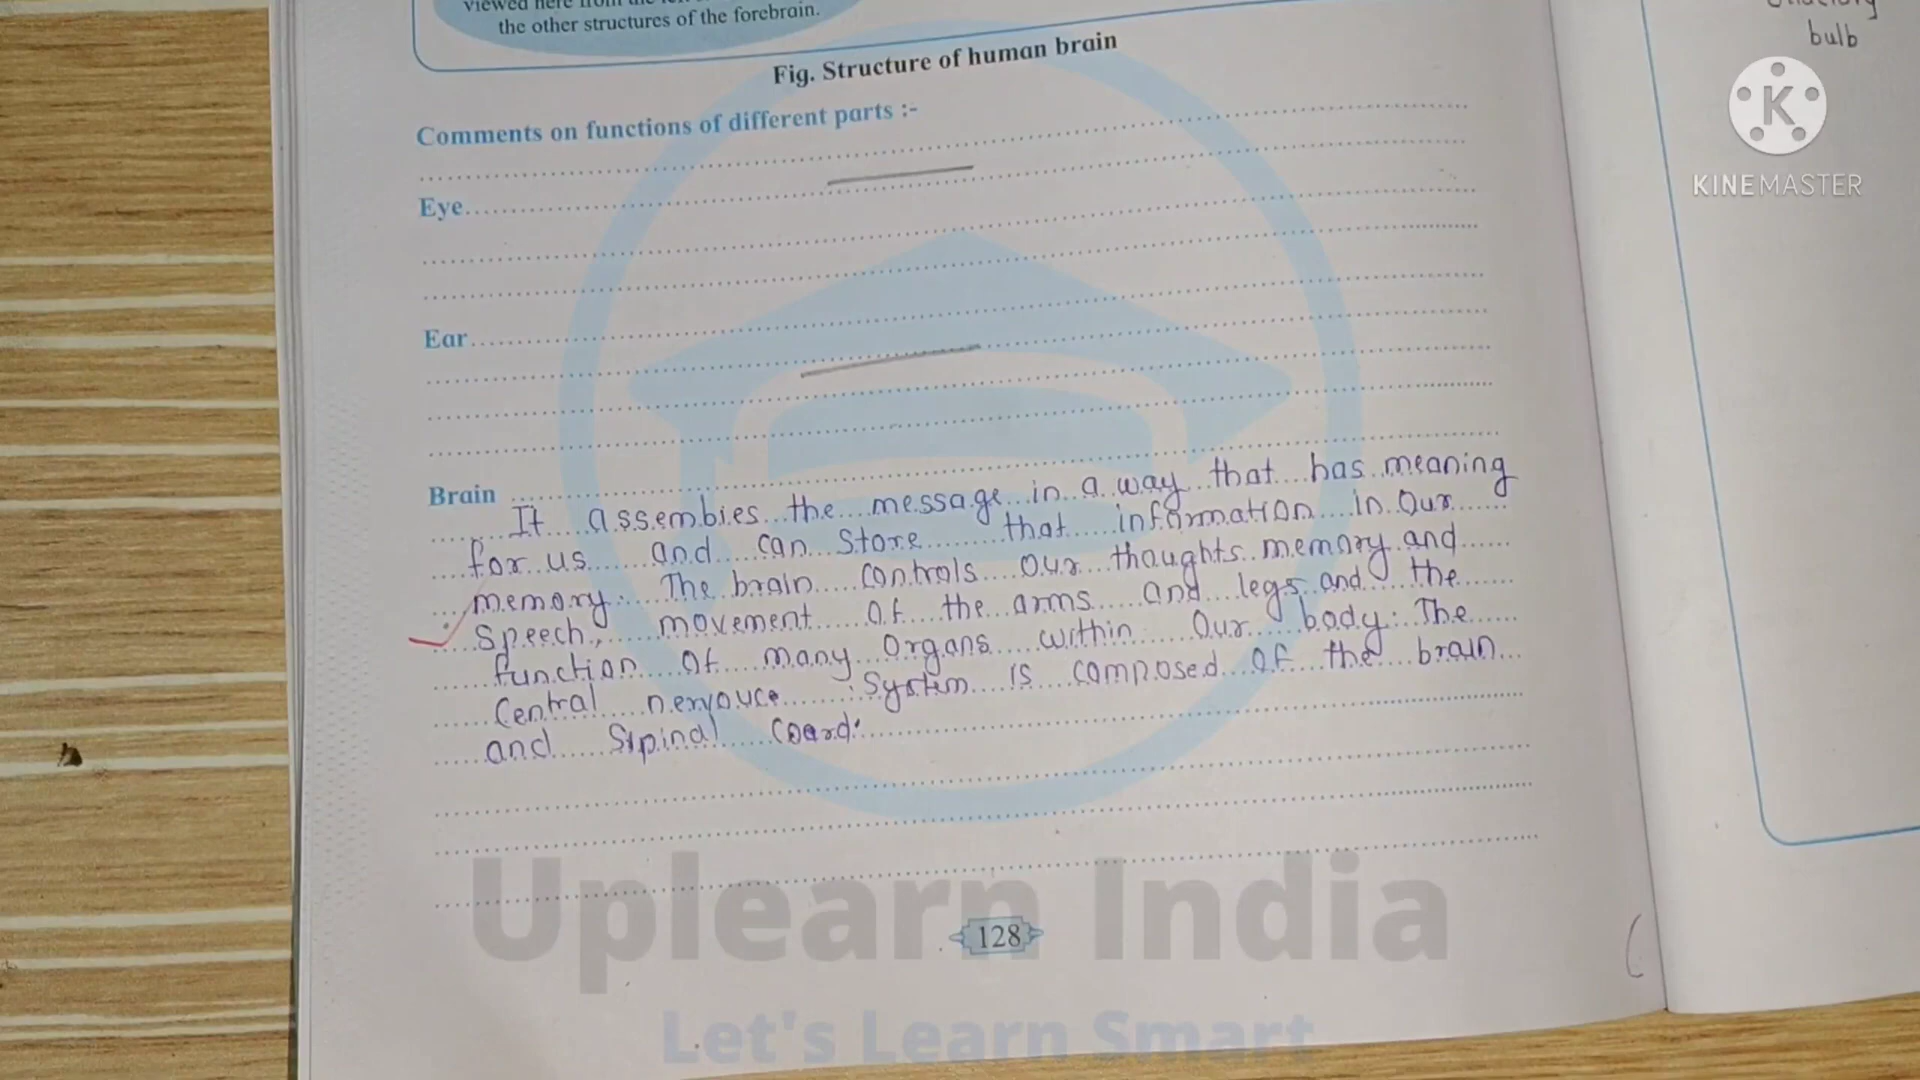 the other structures of the forebrain.
Fig. Structure of human brain
bulb
K
KINEMASTER
Comments on functions of different parts :-
Eye
Ear
Brain
It assembies the message in a way that has meaning
for us and can store that information in our
memory. The brain controls our thoughts memory and
Speech, movement of the arms and legs and the
function of many organs within our body. The
Central nervouce System is composed of the brain
and Spinal Coard.
Uplearn India
128
Let's Learn Smart